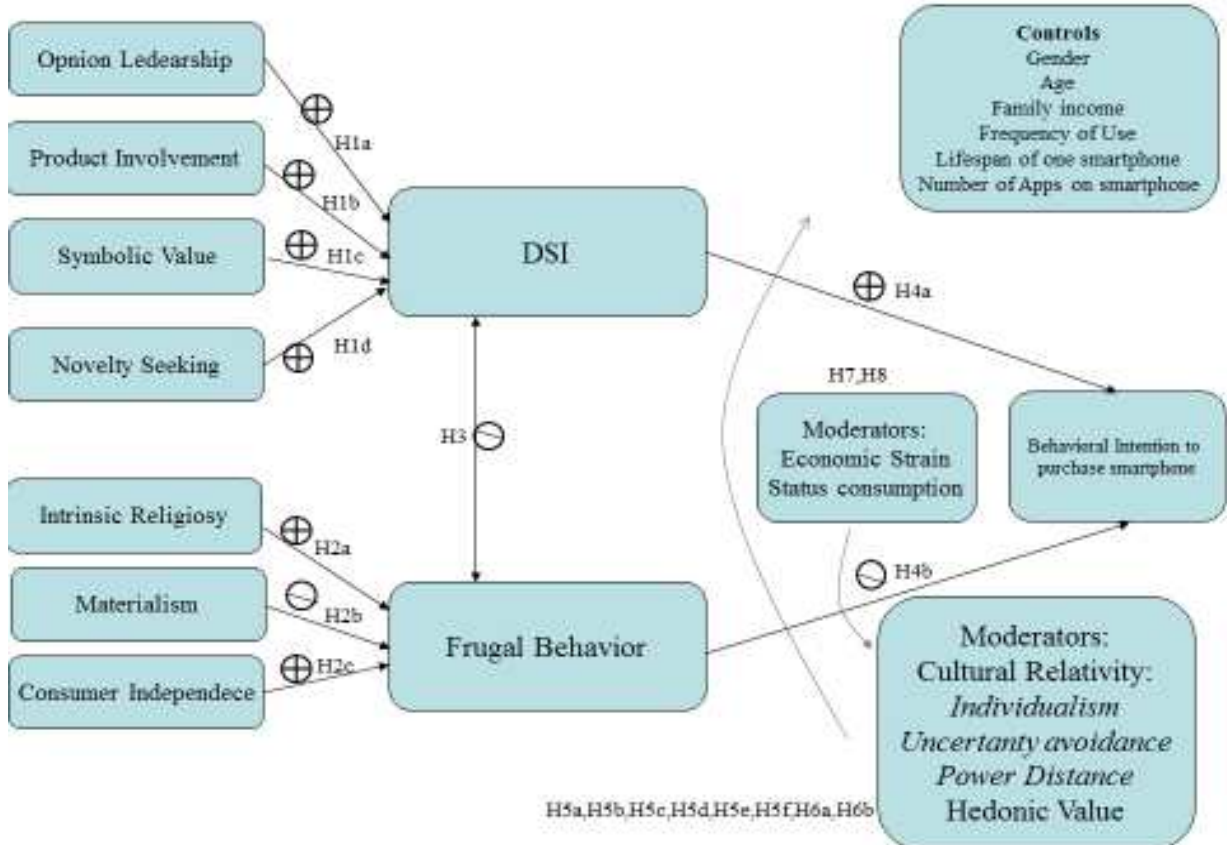 Opnion Ledearship
H1a
Product Involvement
H1b
Symbolic Value
H1c
Novelty Seeking
H1d
DSI
Controls
Gender
Age
Family income
Frequency of Use
Lifespan of one smartphone
Number of Apps on smartphone
H4a
H3
H7,H8
Moderators:
Economic Strain
Status consumption
Behavioral Intention to
purchase smartphone
Intrinsic Religiosy
H2a
Materialism
H2b
Consumer Independece
H2c
Frugal Behavior
H4b
Moderators:
Cultural Relativity:
Individualism
Uncertanty avoidance
Power Distance
Hedonic Value
H5a,H5b,H5c,H5d,H5e,H5f,H6a,H6b